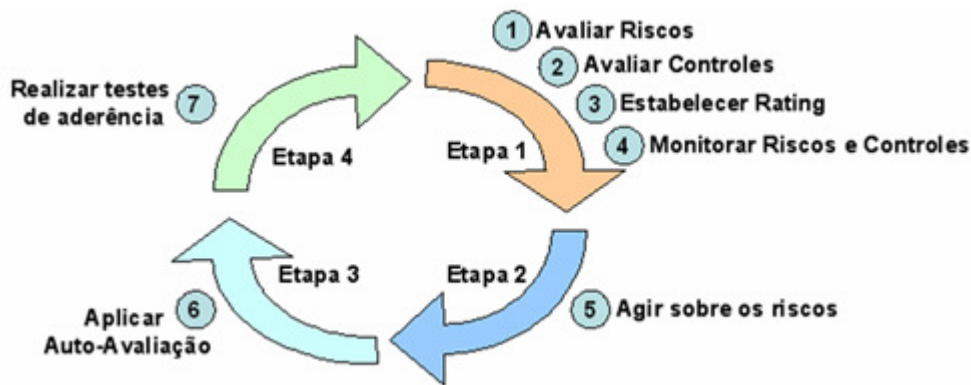 1 Avaliar Riscos
2 Avaliar Controles
3 Estabelecer Rating
4 Monitorar Riscos e Controles
Etapa 1
Etapa 2
5 Agir sobre os riscos
Etapa 3
6
Aplicar
Auto-Avaliação
Etapa 4
Realizar testes
de aderência
7